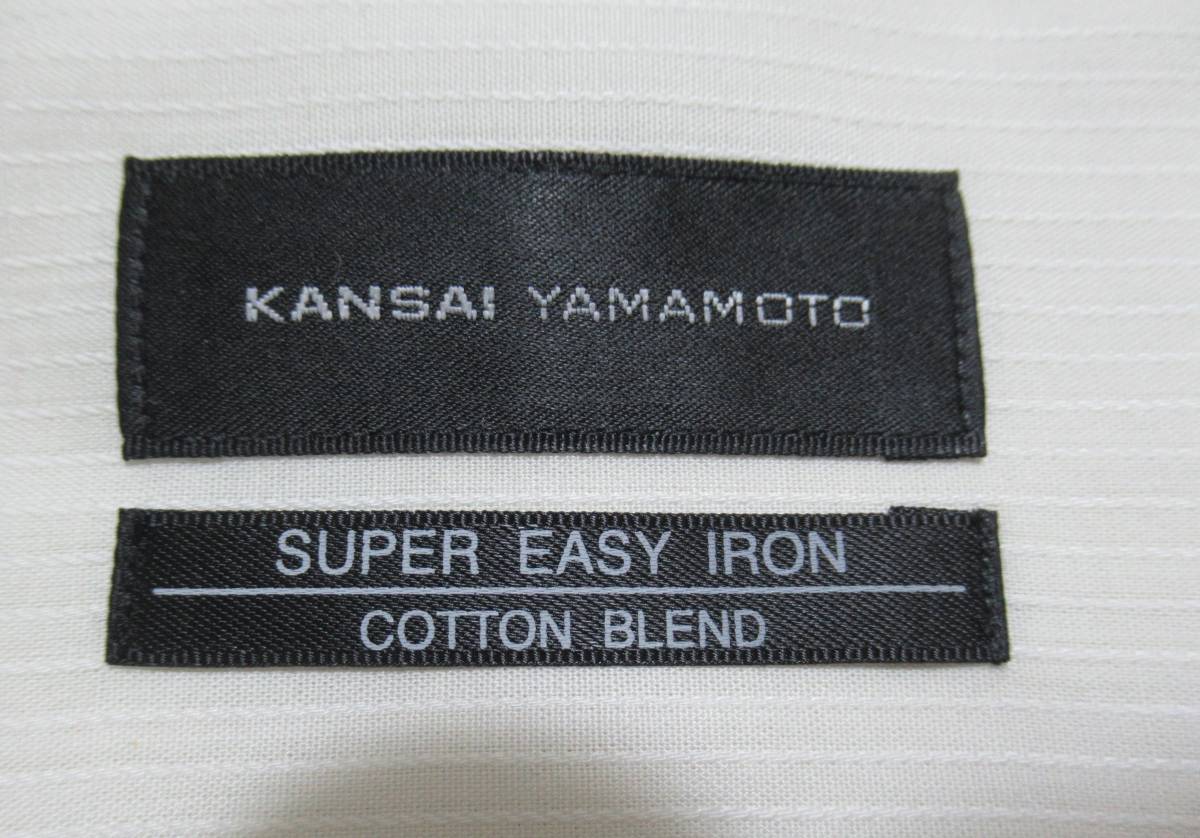 KANSAI YAMAMOTO
SUPER EASY IRON
COTTON BLEND